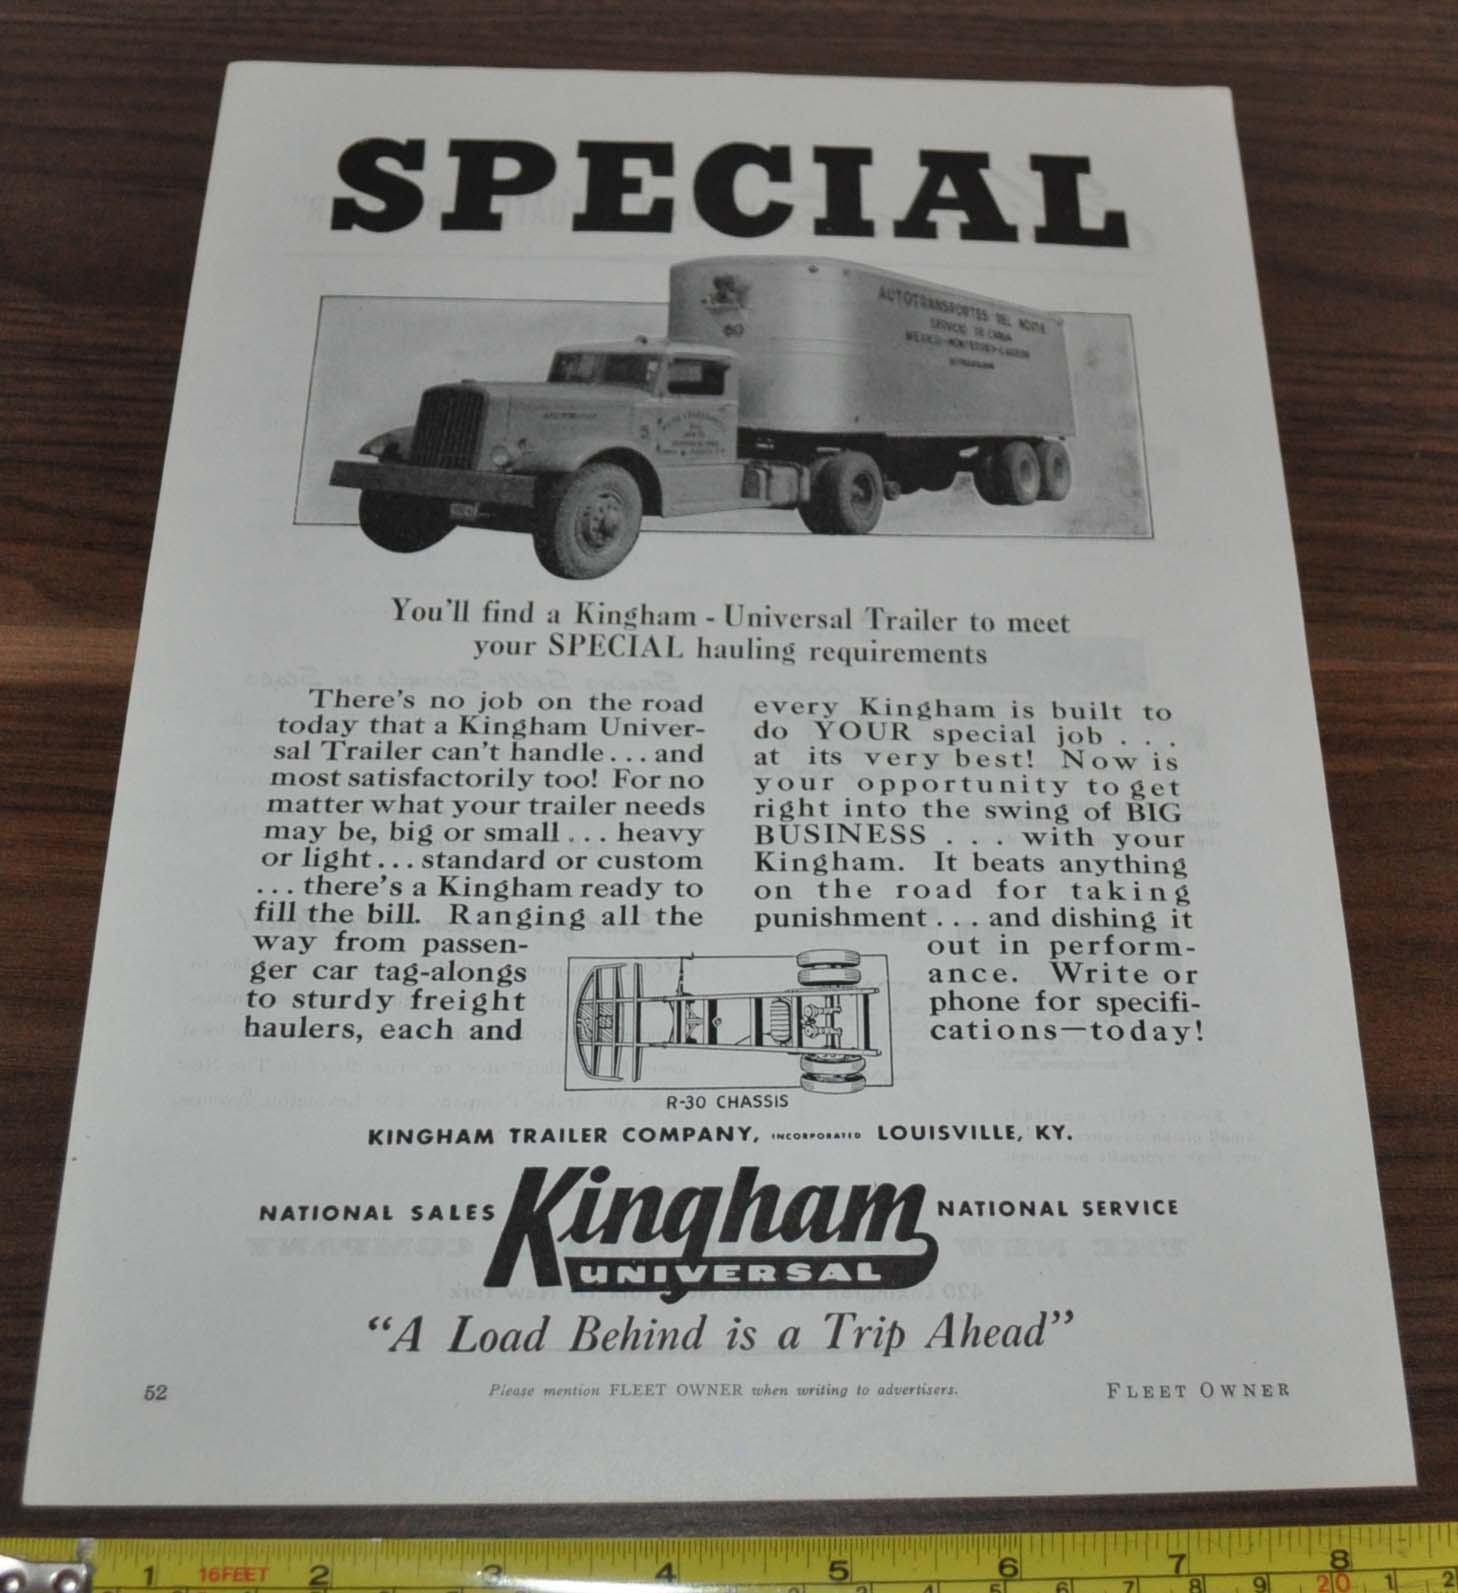 SPECIAL
AUTOTRANSPORTES DEL NORTE
SERVICIO DE CARGA
60
You'll find a Kingham - Universal Trailer to meet
your SPECIAL hauling requirements
There's no job on the road
today that a Kingham Univer-
sal Trailer can't handle... and
most satisfactorily too! For no
matter what your trailer needs
may be, big or small... heavy
or light... standard or custom
... there's a Kingham ready to
fill the bill. Ranging all the
way from passen-
ger car tag-alongs
to sturdy freight
haulers, each and
every Kingham is built to
do YOUR special job . . .
at its very best! Now is
your opportunity to get
right into the swing of BIG
BUSINESS . . . with your
Kingham. It beats anything
on the road for taking
punishment... and dishing it
out in perform-
ance. Write or
phone for specifi-
cations—today!
R-30 CHASSIS
KINGHAM TRAILER COMPANY, INCORPORATED LOUISVILLE, KY.
NATIONAL SALES Kingham NATIONAL SERVICE
UNIVERSAL
"A Load Behind is a Trip Ahead"
52 Please mention FLEET OWNER when writing to advertisers. FLEET OWNER
1 16FEET 2 3 4 5 6 7 8